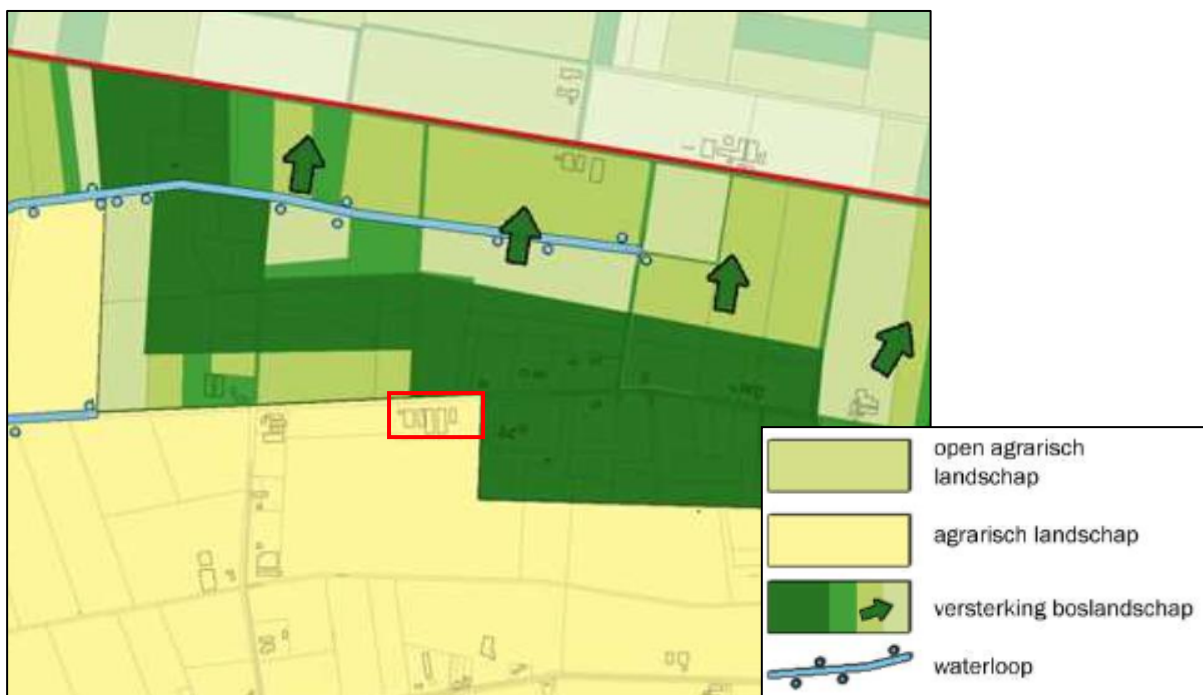 open agrarisch
landschap
agrarisch landschap
versterking boslandschap
waterloop